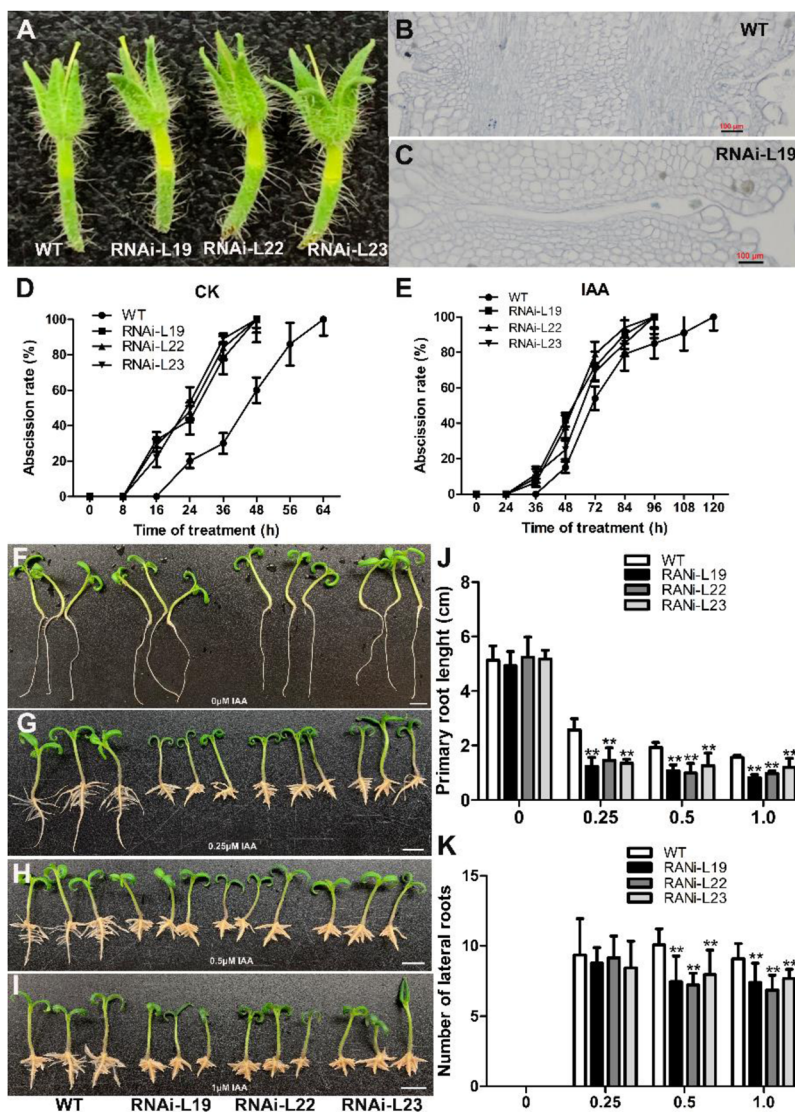 A
WT
RNAi-L19
RNAi-L22
RNAi-L23
B
WT
100 µm
C
RNAi-L19
100 µm
D
CK
WT
RNAi-L19
RNAi-L22
RNAi-L23
Abscission rate (%)
100
80
60
40
20
0
0 8 16 24 36 48 56 64
Time of treatment (h)
E
IAA
WT
RNAi-L19
RNAi-L22
RNAi-L23
Abscission rate (%)
100
80
60
40
20
0
0 24 36 48 72 84 96 108 120
Time of treatment (h)
F
0µM IAA
G
0.25µM IAA
H
0.5µM IAA
I
1µM IAA
WT RNAi-L19 RNAi-L22 RNAi-L23
J
WT
RANi-L19
RANi-L22
RANi-L23
Primary root lenght (cm)
8
6
4
2
0
** ** ** ** ** ** ** ** **
0 0.25 0.5 1.0
K
WT
RANi-L19
RANi-L22
RANi-L23
Number of lateral roots
15
10
5
0
** ** ** ** ** **
0 0.25 0.5 1.0